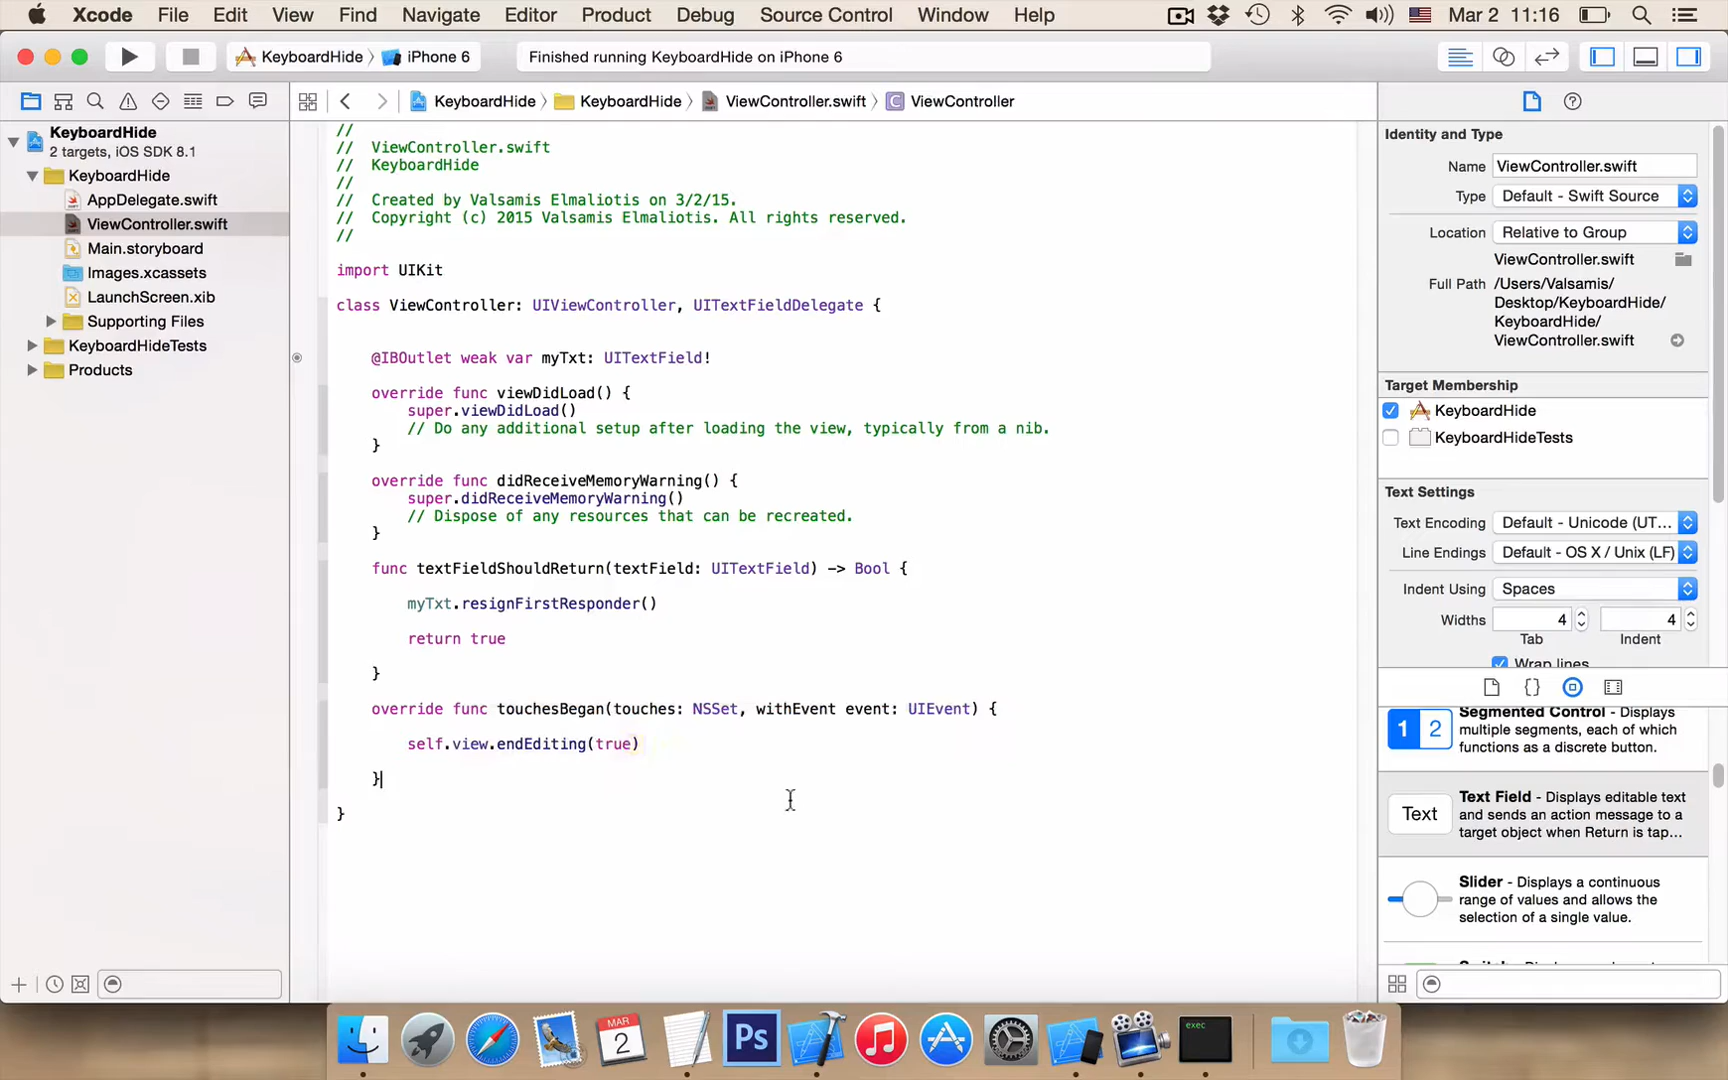 Xcode File Edit View Find Navigate Editor Product Debug Source Control Window Help Mar 2 11:16
KeyboardHide iPhone 6 Finished running KeyboardHide on iPhone 6
KeyboardHide KeyboardHide ViewController.swift C ViewController
KeyboardHide
2 targets, iOS SDK 8.1
KeyboardHide
AppDelegate.swift
ViewController.swift
Main.storyboard
Images.xcassets
LaunchScreen.xib
Supporting Files
KeyboardHideTests
Products
//
// ViewController.swift
// KeyboardHide
//
// Created by Valsamis Elmaliotis on 3/2/15.
// Copyright (c) 2015 Valsamis Elmaliotis. All rights reserved.
//
import UIKit
class ViewController: UIViewController, UITextFieldDelegate {
@IBOutlet weak var myTxt: UITextField!
override func viewDidLoad() {
super.viewDidLoad()
// Do any additional setup after loading the view, typically from a nib.
}
override func didReceiveMemoryWarning() {
super.didReceiveMemoryWarning()
// Dispose of any resources that can be recreated.
}
func textFieldShouldReturn(textField: UITextField) -> Bool {
myTxt.resignFirstResponder()
return true
}
override func touchesBegan(touches: NSSet, withEvent event: UIEvent) {
self.view.endEditing(true)
}
}
Identity and Type
Name ViewController.swift
Type Default - Swift Source
Location Relative to Group
ViewController.swift
Full Path /Users/Valsamis/
Desktop/KeyboardHide/
KeyboardHide/
ViewController.swift
Target Membership
KeyboardHide
KeyboardHideTests
Text Settings
Text Encoding Default - Unicode (UT...
Line Endings Default - OS X / Unix (LF)
Indent Using Spaces
Widths 4 4
Tab Indent
Wrap lines
{}
1 2 Segmented Control - Displays
multiple segments, each of which
functions as a discrete button.
Text Text Field - Displays editable text
and sends an action message to a
target object when Return is tap...
Slider - Displays a continuous
range of values and allows the
selection of a single value.
MAR
2
Ps
exec